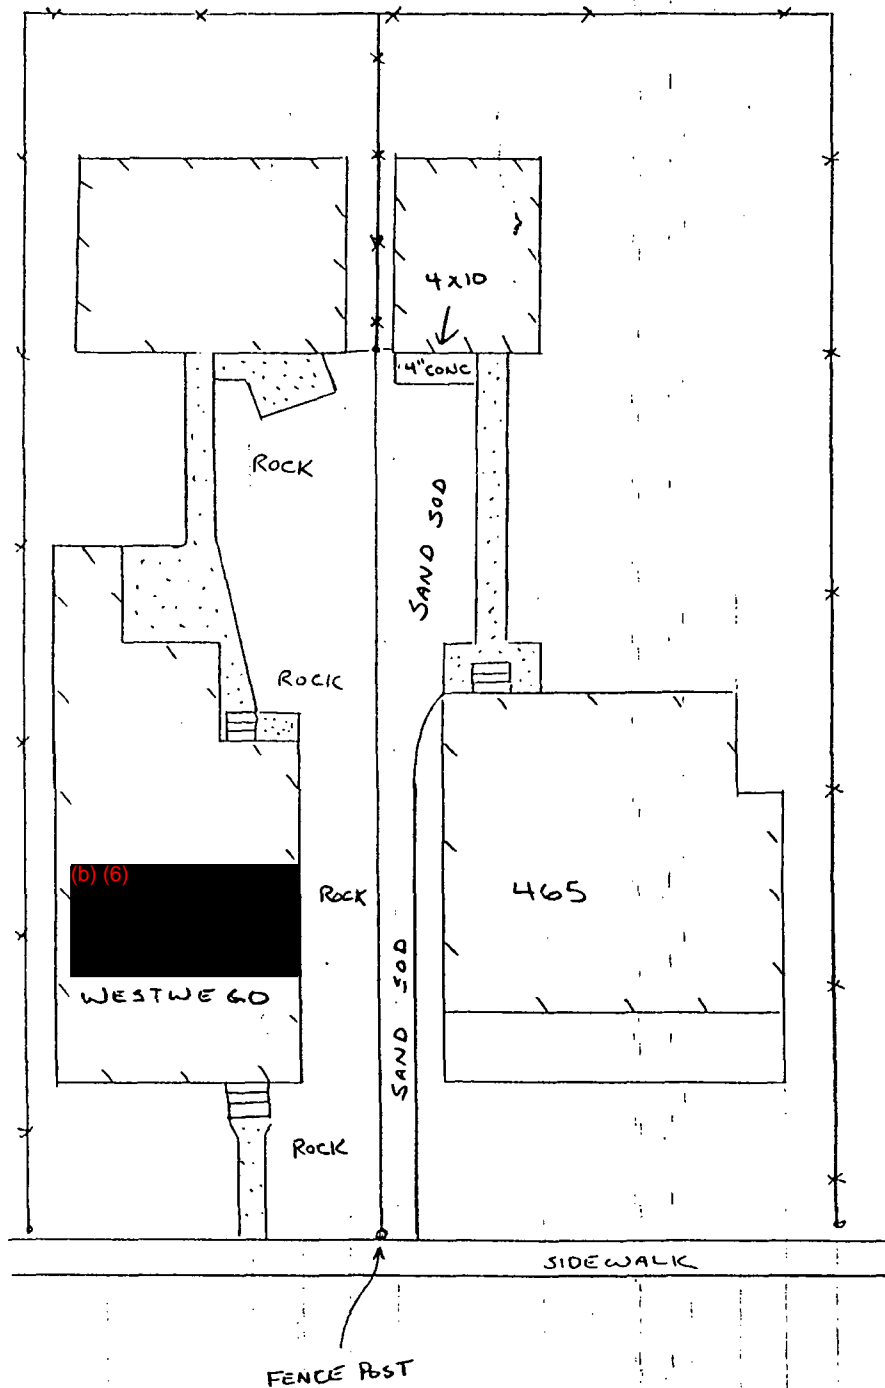 4x10
4" CONC
ROCK
SAND SOD
ROCK
465
(b) (6)
ROCK
WESTWEGO
SAND SOD
ROCK
SIDEWALK
FENCE POST